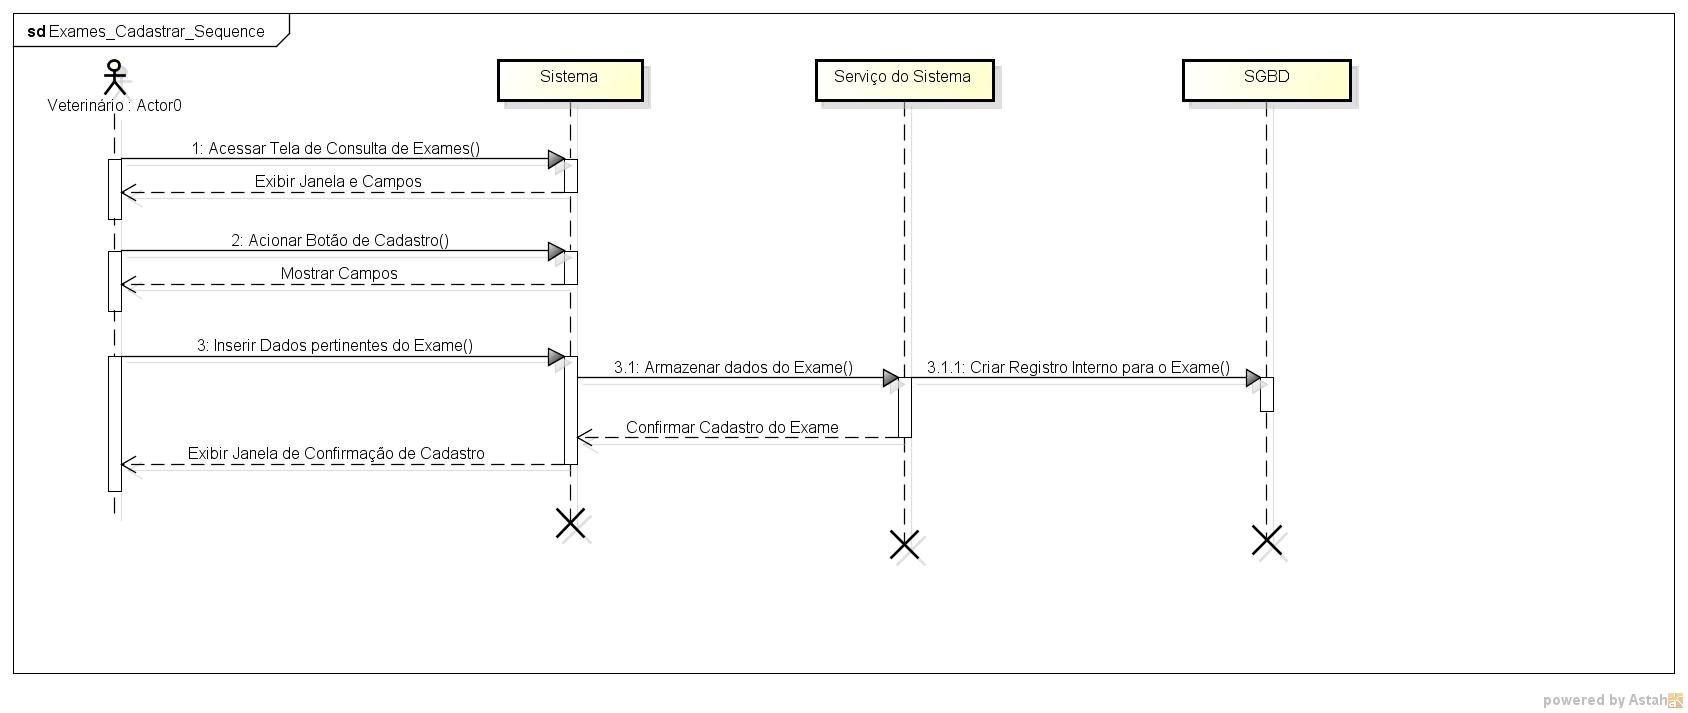 sd Exames_Cadastrar_Sequence
Veterinário : Actor0
Sistema
Serviço do Sistema
SGBD
1: Acessar Tela de Consulta de Exames()
Exibir Janela e Campos
2: Acionar Botão de Cadastro()
Mostrar Campos
3: Inserir Dados pertinentes do Exame()
3.1: Armazenar dados do Exame()
3.1.1: Criar Registro Interno para o Exame()
Confirmar Cadastro do Exame
Exibir Janela de Confirmação de Cadastro
powered by Astah